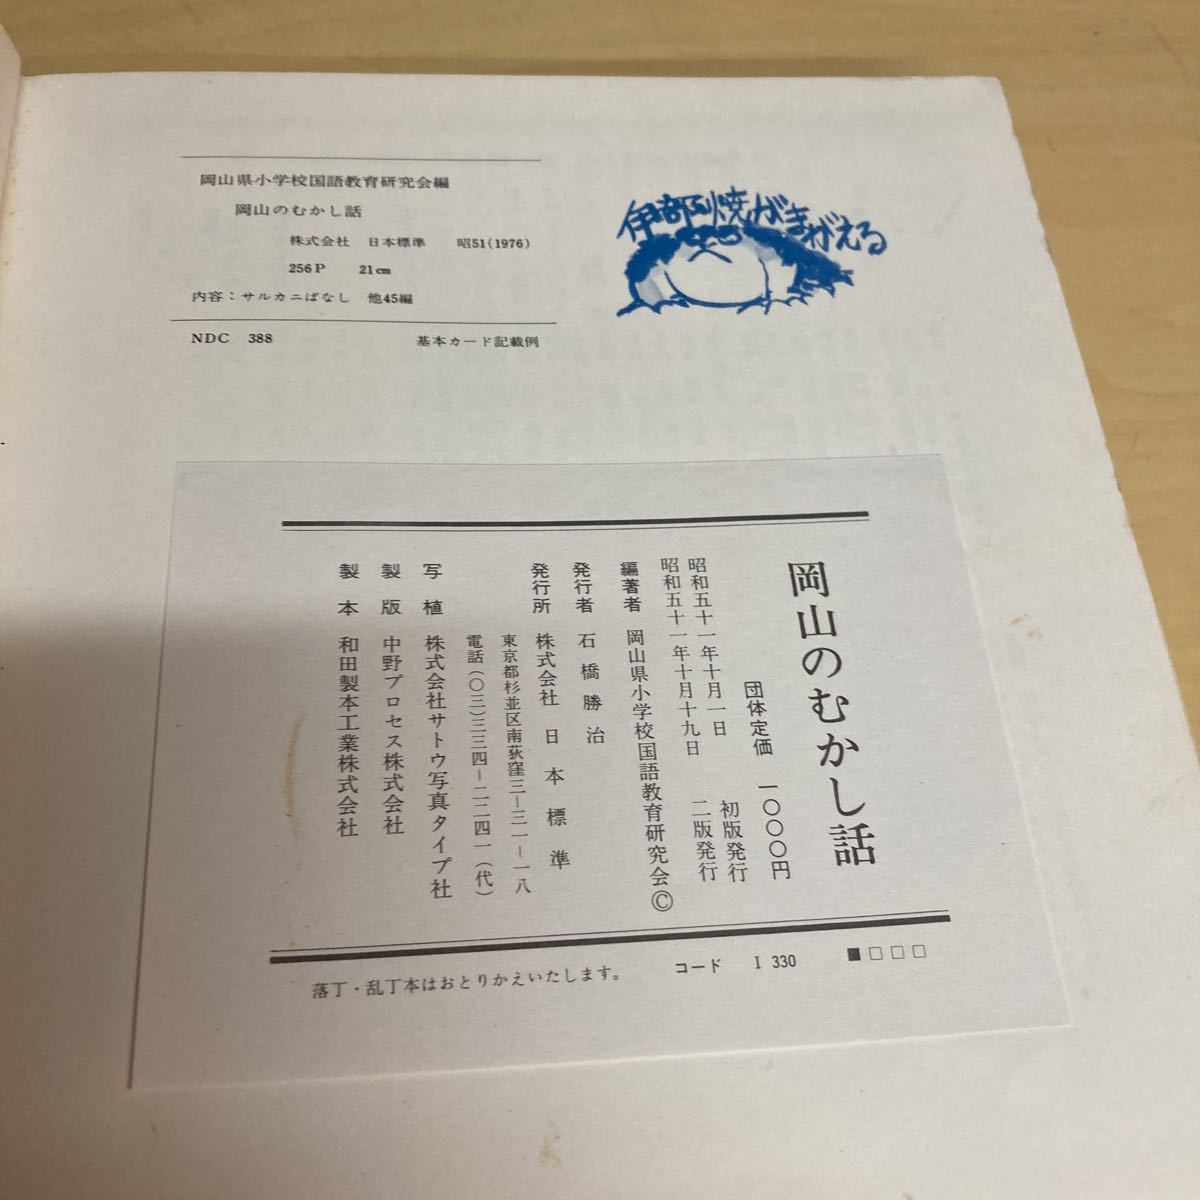 岡山県小学校国語教育研究会編
岡山のむかし話
株式会社 日本標準 昭51(1976)
256P 21㎝
内容：サルカニばなし 他45編
NDC 388 基本カード記載例
伊部焼がまがえる
岡山のむかし話
団体定価 一〇〇〇円
昭和五十一年十月一日 初版発行
昭和五十一年十月十九日 二版発行
編著者 岡山県小学校国語教育研究会©
発行者 石橋勝治
発行所 株式会社 日本標準
東京都杉並区南荻窪三−三一−一八
電話(〇三)三三四−二二四一(代)
写植 株式会社サトウ写真タイプ社
製版 中野プロセス株式会社
製本 和田製本工業株式会社
落丁・乱丁本はおとりかえいたします。 コード I 330 ■□□□